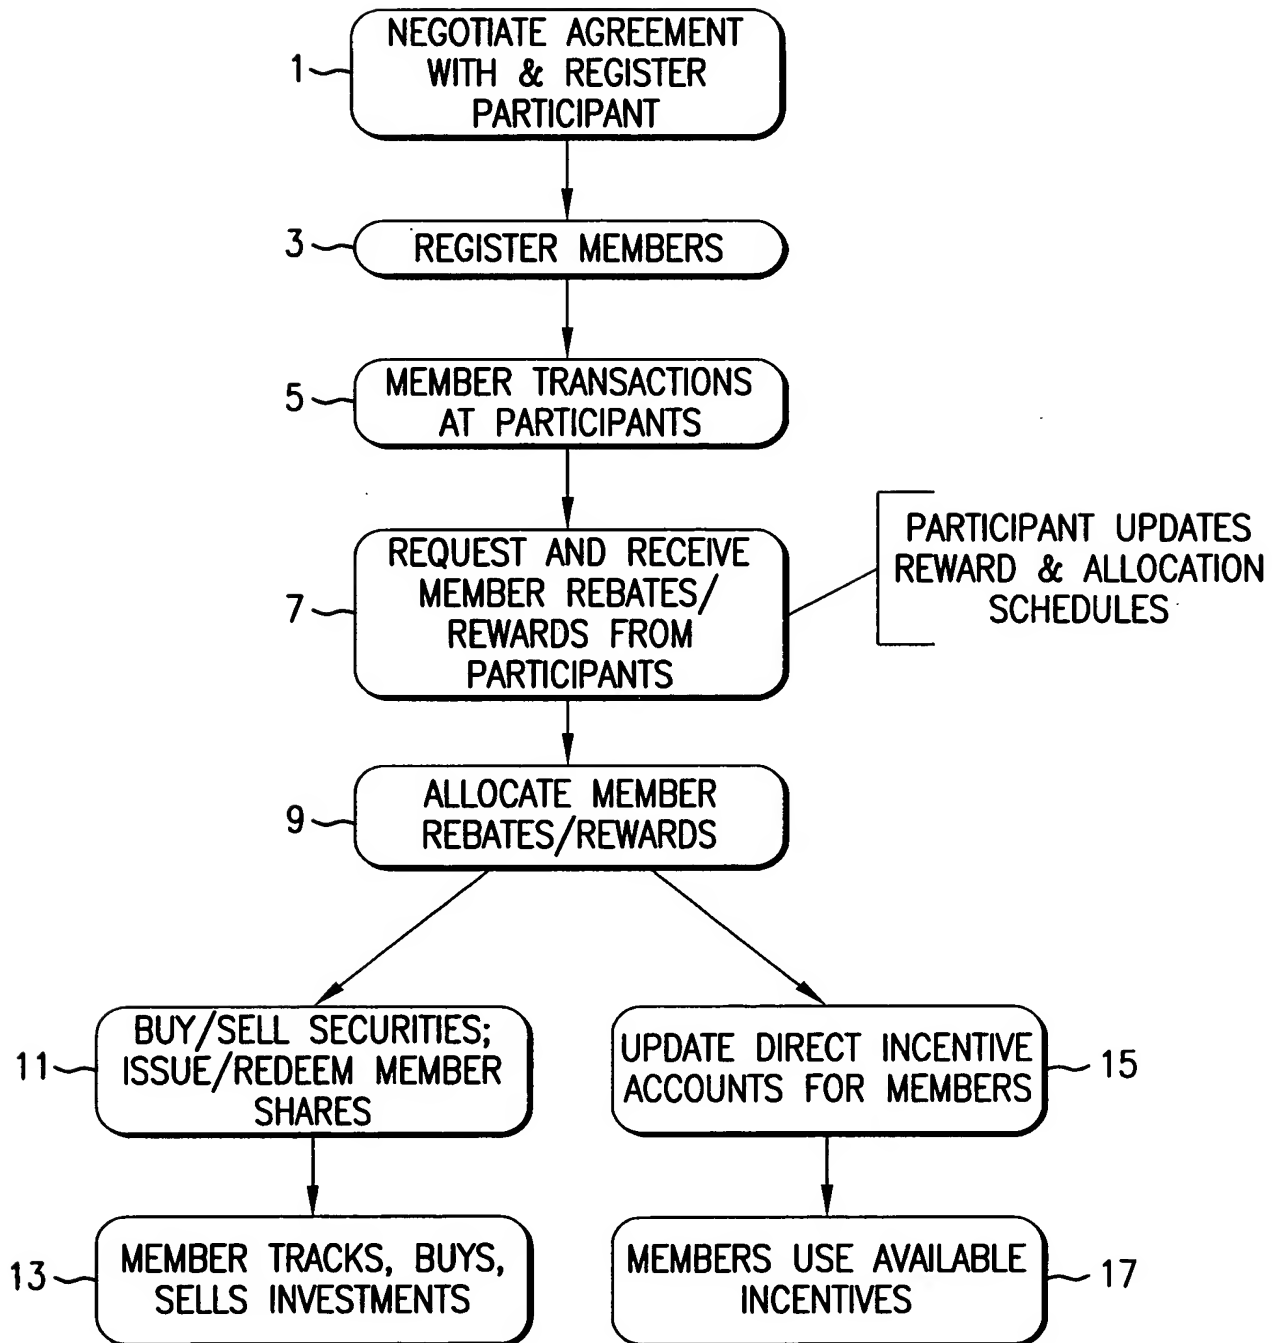 NEGOTIATE AGREEMENT
WITH & REGISTER
PARTICIPANT
1
3
REGISTER MEMBERS
5
MEMBER TRANSACTIONS
AT PARTICIPANTS
7
REQUEST AND RECEIVE
MEMBER REBATES/
REWARDS FROM
PARTICIPANTS
PARTICIPANT UPDATES
REWARD & ALLOCATION
SCHEDULES
9
ALLOCATE MEMBER
REBATES/REWARDS
11
BUY/SELL SECURITIES;
ISSUE/REDEEM MEMBER
SHARES
UPDATE DIRECT INCENTIVE
ACCOUNTS FOR MEMBERS
15
13
MEMBER TRACKS, BUYS,
SELLS INVESTMENTS
MEMBERS USE AVAILABLE
INCENTIVES
17